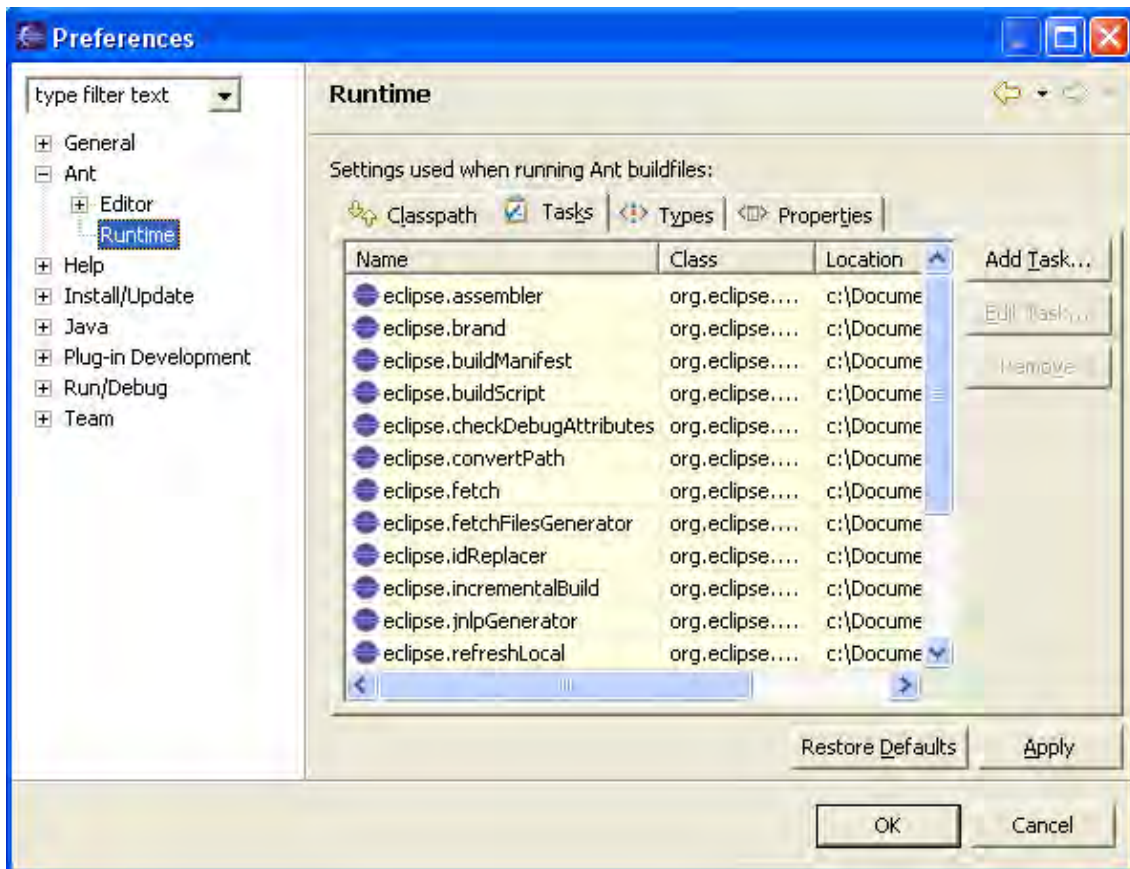 Preferences
type filter text
General
Ant
Editor
Runtime
Help
Install/Update
Java
Plug-in Development
Run/Debug
Team
Runtime
Settings used when running Ant buildfiles:
Classpath Tasks Types Properties
Name Class Location
eclipse.assembler org.eclipse.... c:\Docume
eclipse.brand org.eclipse.... c:\Docume
eclipse.buildManifest org.eclipse.... c:\Docume
eclipse.buildScript org.eclipse.... c:\Docume
eclipse.checkDebugAttributes org.eclipse.... c:\Docume
eclipse.convertPath org.eclipse.... c:\Docume
eclipse.fetch org.eclipse.... c:\Docume
eclipse.fetchFilesGenerator org.eclipse.... c:\Docume
eclipse.idReplacer org.eclipse.... c:\Docume
eclipse.incrementalBuild org.eclipse.... c:\Docume
eclipse.jnlpGenerator org.eclipse.... c:\Docume
eclipse.refreshLocal org.eclipse.... c:\Docume
Add Task...
Edit Task...
Remove
Restore Defaults Apply
OK Cancel